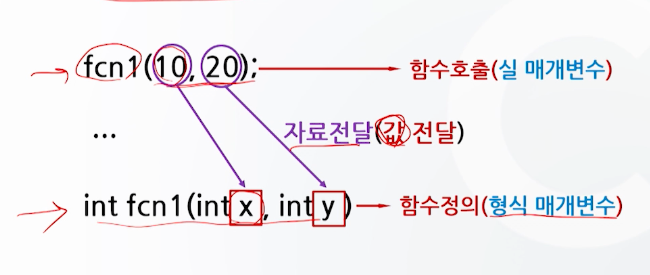 fcn1(10, 20); 함수호출(실 매개변수)
... 자료전달(값 전달)
int fcn1(int x, int y) 함수정의(형식 매개변수)